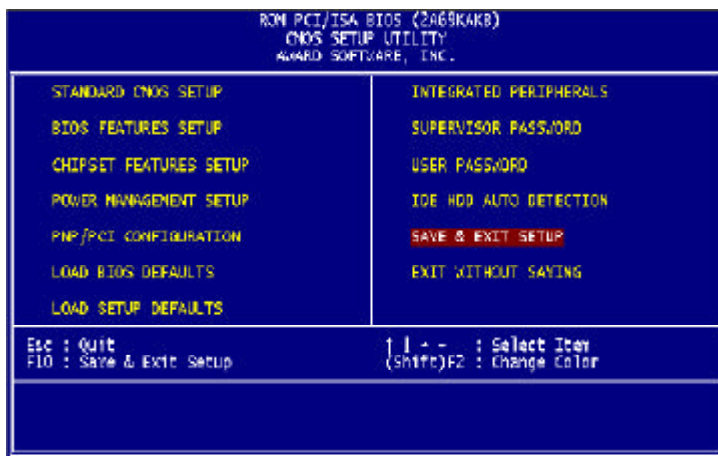 ROM PCI/ISA BIOS (2A69KAKB)
CMOS SETUP UTILITY
AWARD SOFTWARE, INC.
STANDARD CMOS SETUP
BIOS FEATURES SETUP
CHIPSET FEATURES SETUP
POWER MANAGEMENT SETUP
PNP/PCI CONFIGURATION
LOAD BIOS DEFAULTS
LOAD SETUP DEFAULTS
INTEGRATED PERIPHERALS
SUPERVISOR PASSWORD
USER PASSWORD
IDE HDD AUTO DETECTION
SAVE & EXIT SETUP
EXIT WITHOUT SAVING
Esc : Quit
F10 : Save & Exit Setup
: Select Item
(Shift)F2 : Change Color